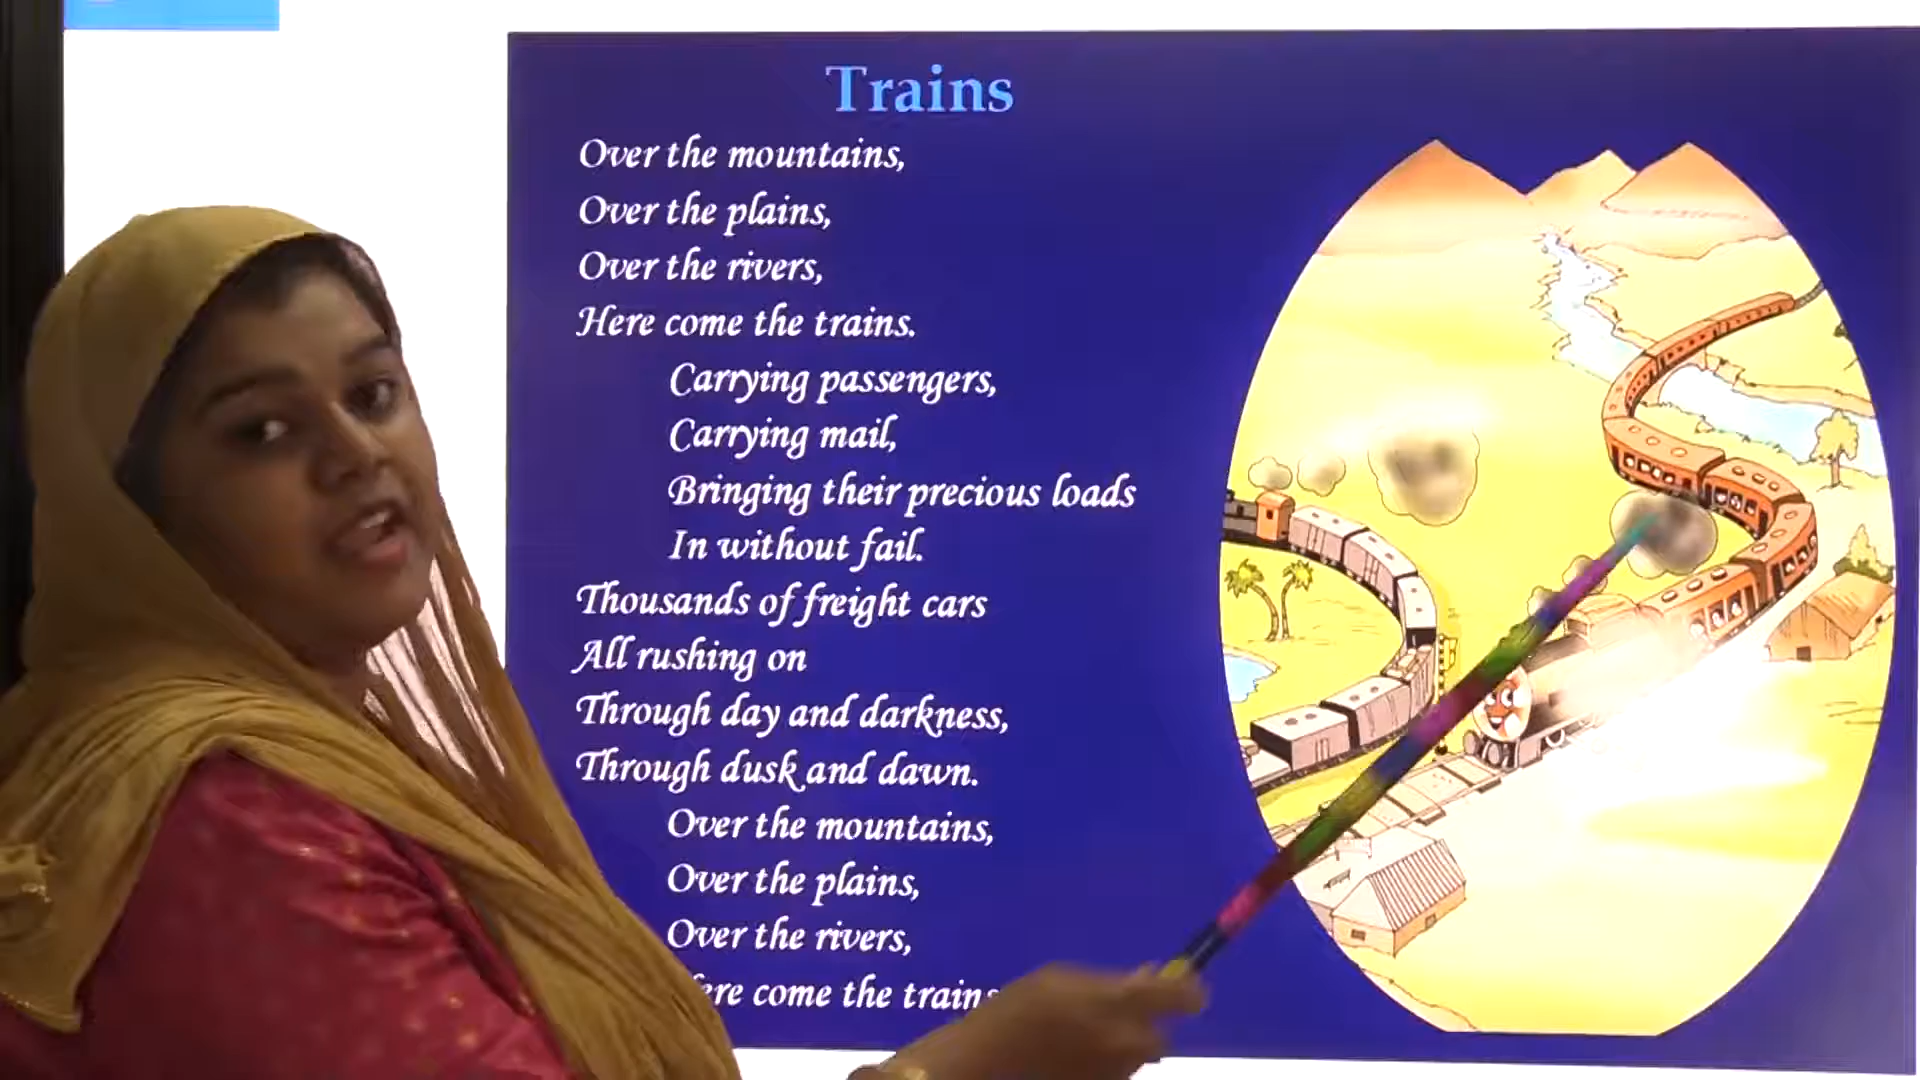 Trains
Over the mountains,
Over the plains,
Over the rivers,
Here come the trains.
Carrying passengers,
Carrying mail,
Bringing their precious loads
In without fail.
Thousands of freight cars
All rushing on
Through day and darkness,
Through dusk and dawn.
Over the mountains,
Over the plains,
Over the rivers,
come the trains